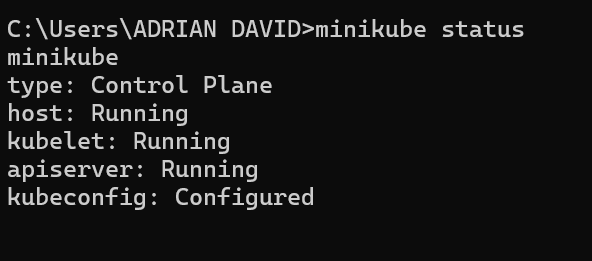 C:\Users\ADRIAN DAVID>minikube status
minikube
type: Control Plane
host: Running
kubelet: Running
apiserver: Running
kubeconfig: Configured